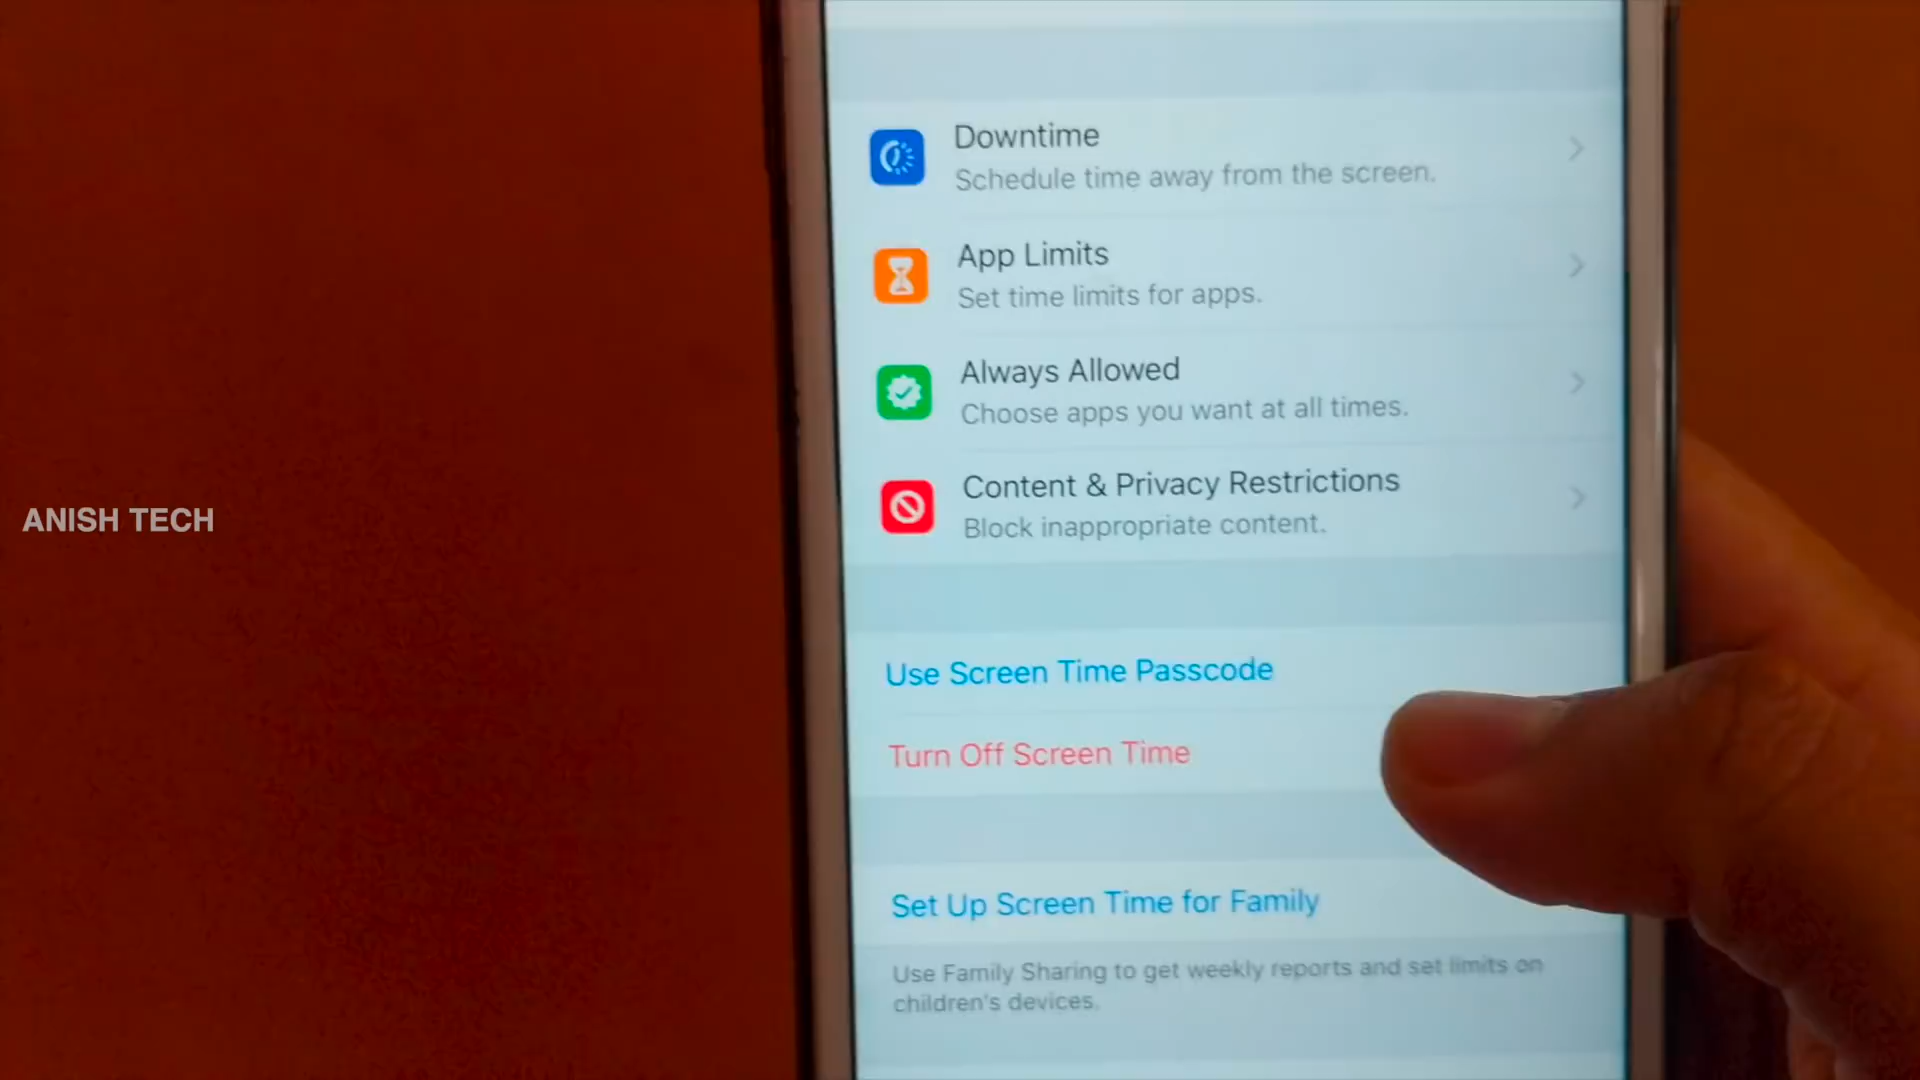 Downtime
Schedule time away from the screen.
App Limits
Set time limits for apps.
Always Allowed
Choose apps you want at all times.
ANISH TECH
Content & Privacy Restrictions
Block inappropriate content.
Use Screen Time Passcode
Turn Off Screen Time
Set Up Screen Time for Family
Use Family Sharing to get weekly reports and set limits on
children's devices.